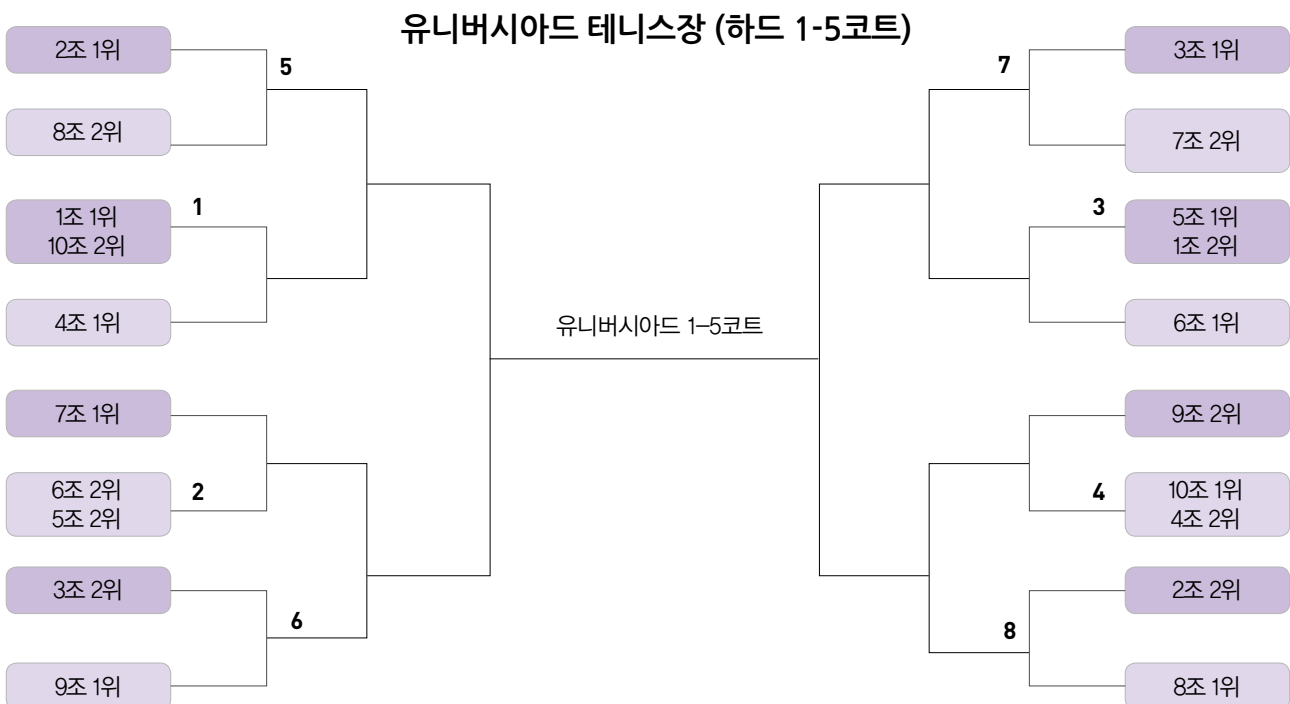 유니버시아드 테니스장 (하드 1-5코트)
2조 1위
5
8조 2위
1조 1위
10조 2위
1
4조 1위
7조 1위
6조 2위
5조 2위
2
3조 2위
6
9조 1위
유니버시아드 1–5코트
7
3조 1위
7조 2위
3
5조 1위
1조 2위
6조 1위
9조 2위
4
10조 1위
4조 2위
2조 2위
8
8조 1위